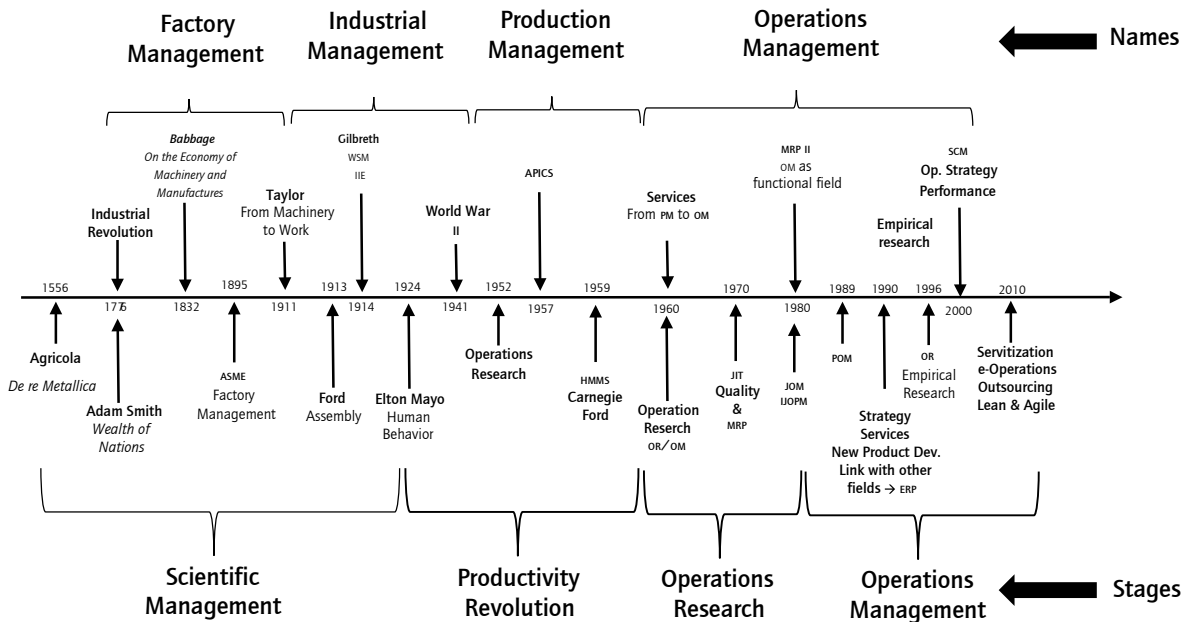 Factory
Management
Industrial
Management
Production
Management
Operations
Management
Names
Babbage
On the Economy of
Machinery and
Manufactures
Gilbreth
WSM
IIE
MRP II
OM as
functional field
SCM
Op. Strategy
Performance
APICS
Industrial
Revolution
Taylor
From Machinery
to Work
World War
II
Services
From PM to OM
Empirical
research
1556
1776
1832
1895
1911
1913
1914
1924
1941
1952
1957
1959
1960
1970
1980
1989
1990
1996
2000
2010
Agricola
De re Metallica
Adam Smith
Wealth of
Nations
ASME
Factory
Management
Ford
Assembly
Elton Mayo
Human
Behavior
Operations
Research
HMMS
Carnegie
Ford
Operation
Reserch
OR/OM
JIT
Quality
&
MRP
JOM
IJOPM
POM
Strategy
Services
New Product Dev.
Link with other
fields → ERP
OR
Empirical
Research
Servitization
e-Operations
Outsourcing
Lean & Agile
Scientific
Management
Productivity
Revolution
Operations
Research
Operations
Management
Stages